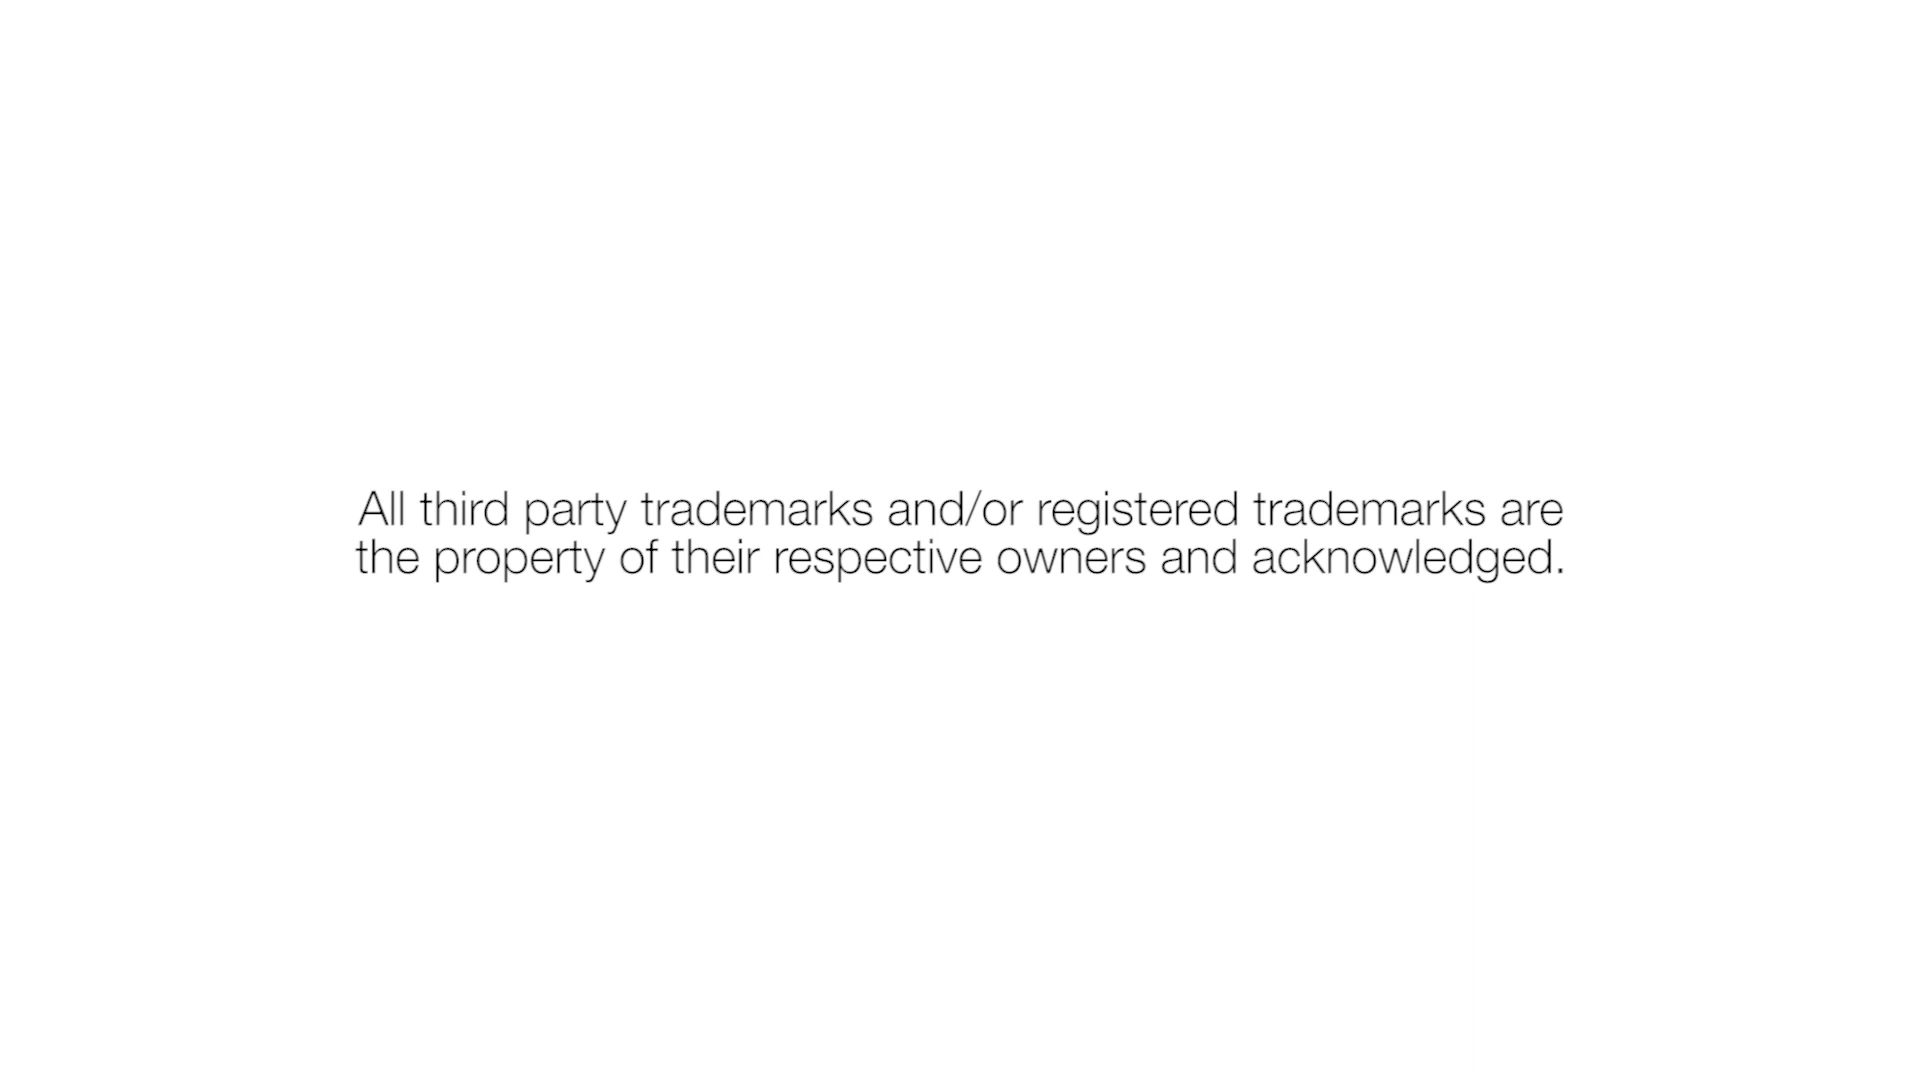 All third party trademarks and/or registered trademarks are
the property of their respective owners and acknowledged.